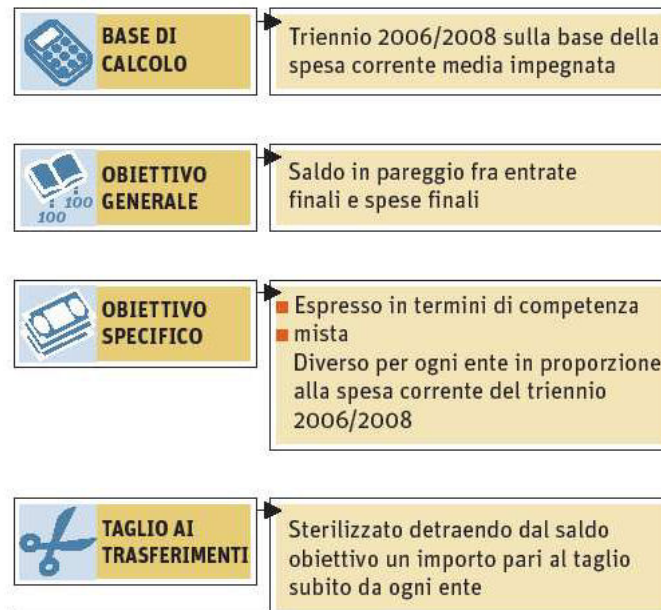 BASE DI
CALCOLO
Triennio 2006/2008 sulla base della
spesa corrente media impegnata
100
100
OBIETTIVO
GENERALE
Saldo in pareggio fra entrate
finali e spese finali
OBIETTIVO
SPECIFICO
Espresso in termini di competenza
mista
Diverso per ogni ente in proporzione
alla spesa corrente del triennio
2006/2008
TAGLIO AI
TRASFERIMENTI
Sterilizzato detraendo dal saldo
obiettivo un importo pari al taglio
subito da ogni ente